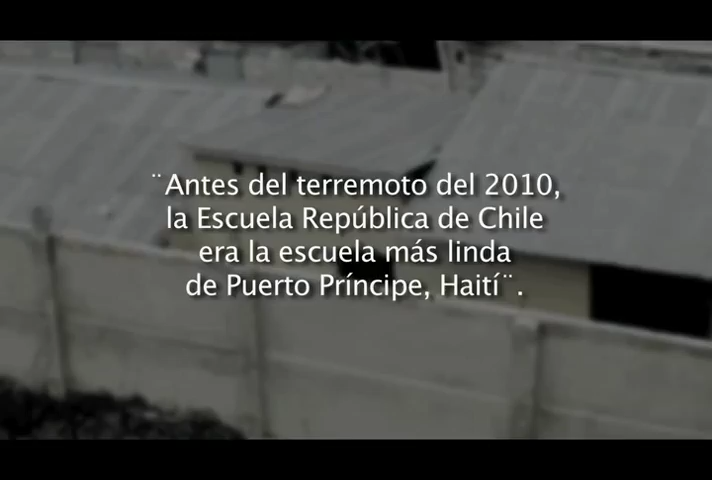 ¨Antes del terremoto del 2010,
la Escuela República de Chile
era la escuela más linda
de Puerto Príncipe, Haití¨.